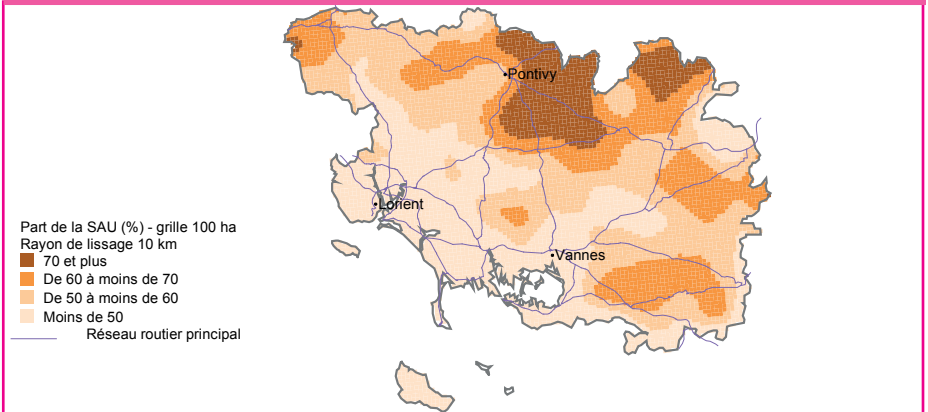 Pontivy
Lorient
Vannes
Part de la SAU (%) - grille 100 ha
Rayon de lissage 10 km
70 et plus
De 60 à moins de 70
De 50 à moins de 60
Moins de 50
Réseau routier principal